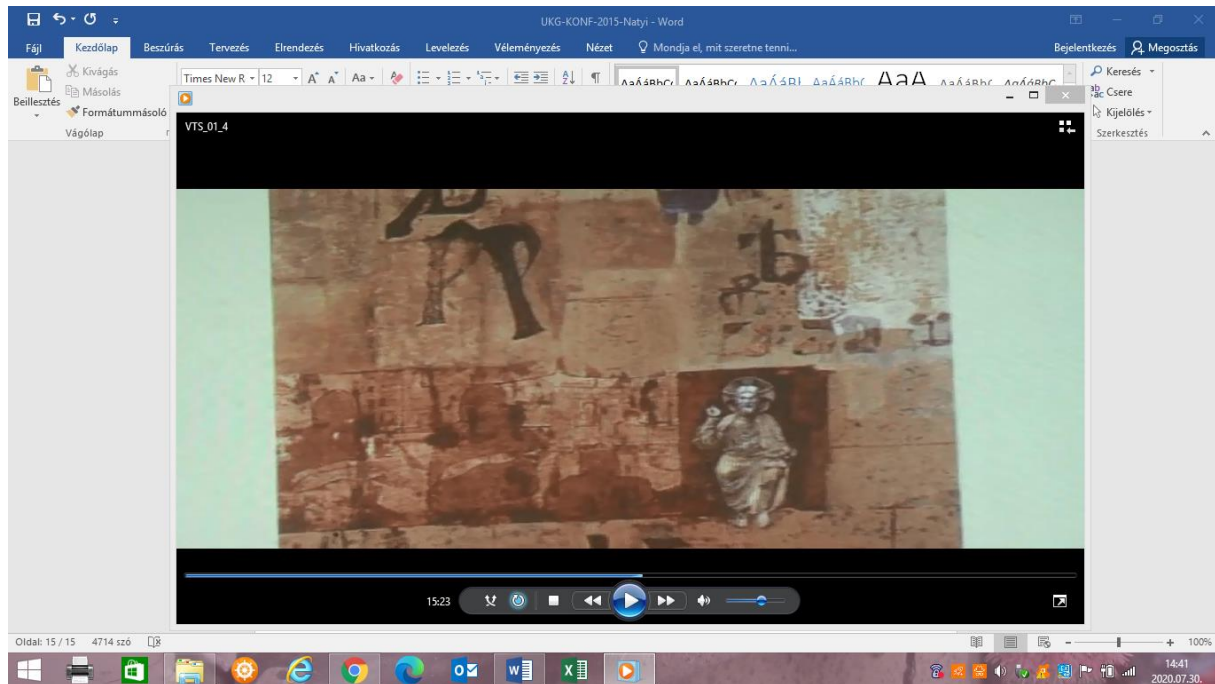 UKG-KONF-2015-Natyi - Word
Fájl Kezdőlap Beszúrás Tervezés Elrendezés Hivatkozás Levelezés Véleményezés Nézet Mondja el, mit szeretne tenni... Bejelentkezés Megosztás
Beillesztés
Kivágás
Másolás
Formátummásoló
Vágólap
Times New R 12
Keresés
Csere
Kijelölés
Szerkesztés
VTS_01_4
15:23
Oldal: 15 / 15 4714 szó 100%
14:41
2020.07.30.